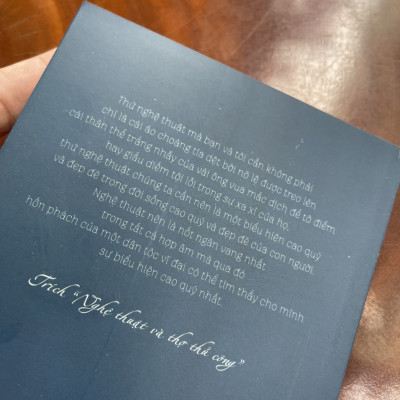 Thứ nghệ thuật mà bạn và tôi cần không phải
chỉ là cái áo choàng tía dệt bởi nô lệ được treo lên
cái thân thể trắng nhảy của vài ông vua mắc dịch để tô điểm
hay giấu diếm tội lỗi trong sự xa xỉ của họ,
thứ nghệ thuật chúng ta cần nên là một biểu hiện cao quý
và đẹp đẽ trong đời sống cao quý và đẹp đẽ của con người.
Nghệ thuật nên là nốt ngân vang nhất
trong tất cả hợp âm mà qua đó
hồn phách của một dân tộc vĩ đại có thể tìm thấy cho mình
sự biểu hiện cao quý nhất.
Trích "Nghệ thuật và thợ thủ công"